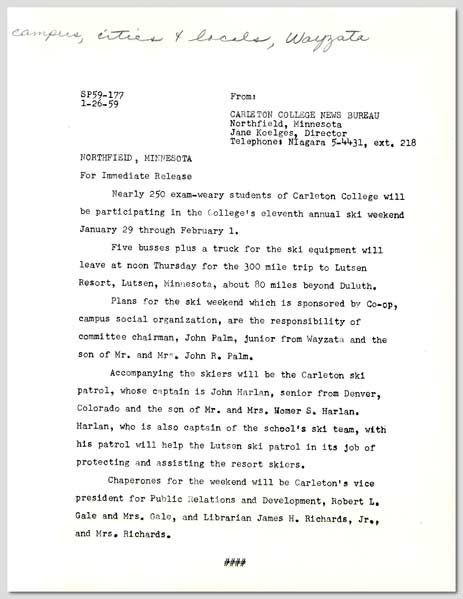 campus, cities & locals, Wayzata
SP59-177
1-26-59
From:
CARLETON COLLEGE NEWS BUREAU
Northfield, Minnesota
Jane Koelges, Director
Telephone: NIagara 5-4431, ext. 218
NORTHFIELD, MINNESOTA
For Immediate Release
Nearly 250 exam-weary students of Carleton College will
be participating in the College's eleventh annual ski weekend
January 29 through February 1.
Five busses plus a truck for the ski equipment will
leave at noon Thursday for the 300 mile trip to Lutsen
Resort, Lutsen, Minnesota, about 80 miles beyond Duluth.
Plans for the ski weekend which is sponsored by Co-op,
campus social organization, are the responsibility of
committee chairman, John Palm, junior from Wayzata and the
son of Mr. and Mrs. John R. Palm.
Accompanying the skiers will be the Carleton ski
patrol, whose captain is John Harlan, senior from Denver,
Colorado and the son of Mr. and Mrs. Homer S. Harlan.
Harlan, who is also captain of the school's ski team, with
his patrol will help the Lutsen ski patrol in its job of
protecting and assisting the resort skiers.
Chaperones for the weekend will be Carleton's vice
president for Public Relations and Development, Robert L.
Gale and Mrs. Gale, and Librarian James H. Richards, Jr.,
and Mrs. Richards.
####